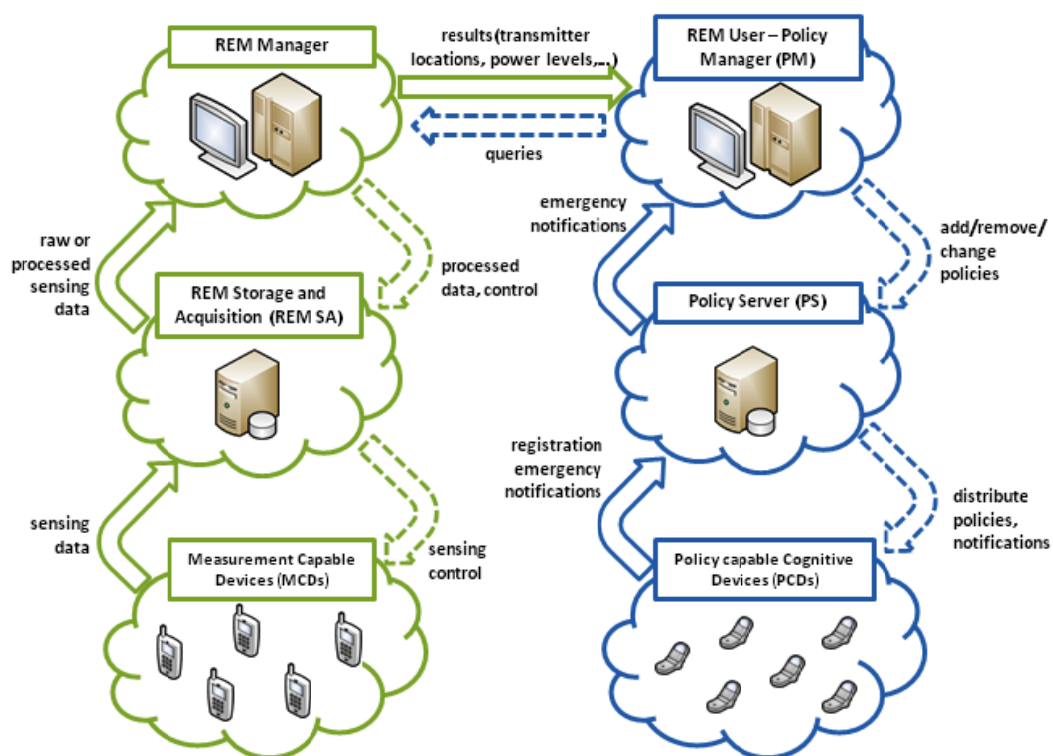 REM Manager
results(transmitter
locations, power levels,...)
REM User – Policy
Manager (PM)
queries
raw or
processed
sensing
data
processed
data, control
emergency
notifications
add/remove/
change
policies
REM Storage and
Acquisition (REM SA)
Policy Server (PS)
sensing
data
sensing
control
registration
emergency
notifications
distribute
policies,
notifications
Measurement Capable
Devices (MCDs)
Policy capable Cognitive
Devices (PCDs)